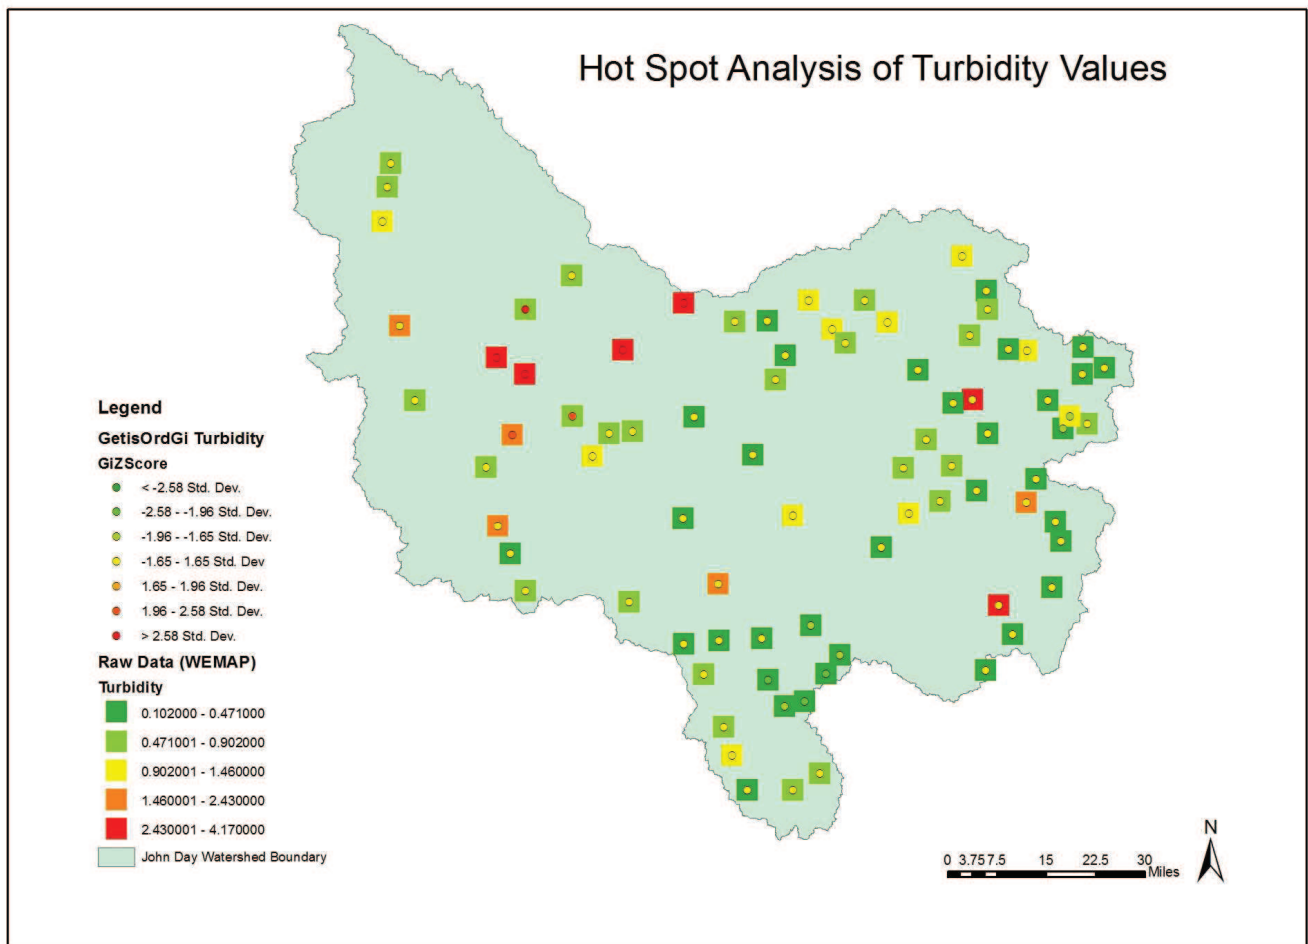 Hot Spot Analysis of Turbidity Values
Legend
GetisOrdGi Turbidity
GiZScore
< -2.58 Std. Dev.
-2.58 - -1.96 Std. Dev.
-1.96 - -1.65 Std. Dev.
-1.65 - 1.65 Std. Dev
1.65 - 1.96 Std. Dev.
1.96 - 2.58 Std. Dev.
> 2.58 Std. Dev.
Raw Data (WEMAP)
Turbidity
0.102000 - 0.471000
0.471001 - 0.902000
0.902001 - 1.460000
1.460001 - 2.430000
2.430001 - 4.170000
John Day Watershed Boundary
N
0 3.75 7.5 15 22.5 30
Miles